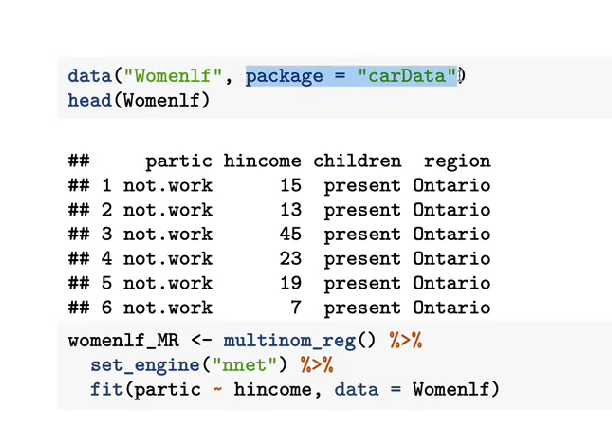 data("Womenlf", package = "carData")
head(Womenlf)
## partic hincome children region
## 1 not.work 15 present Ontario
## 2 not.work 13 present Ontario
## 3 not.work 45 present Ontario
## 4 not.work 23 present Ontario
## 5 not.work 19 present Ontario
## 6 not.work 7 present Ontario
womenlf_MR <- multinom_reg() %>%
set_engine("nnet") %>%
fit(partic ~ hincome, data = Womenlf)